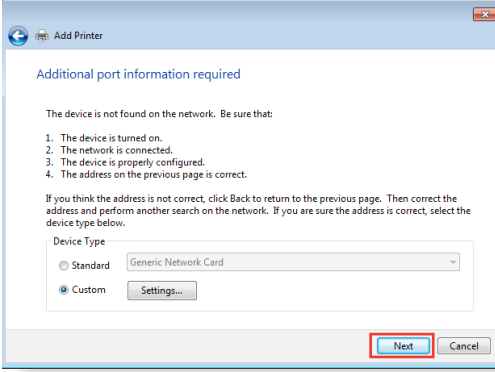 Add Printer
Additional port information required
The device is not found on the network. Be sure that:
1. The device is turned on.
2. The network is connected.
3. The device is properly configured.
4. The address on the previous page is correct.
If you think the address is not correct, click Back to return to the previous page. Then correct the
address and perform another search on the network. If you are sure the address is correct, select the
device type below.
Device Type
Standard Generic Network Card
Custom Settings...
Next Cancel